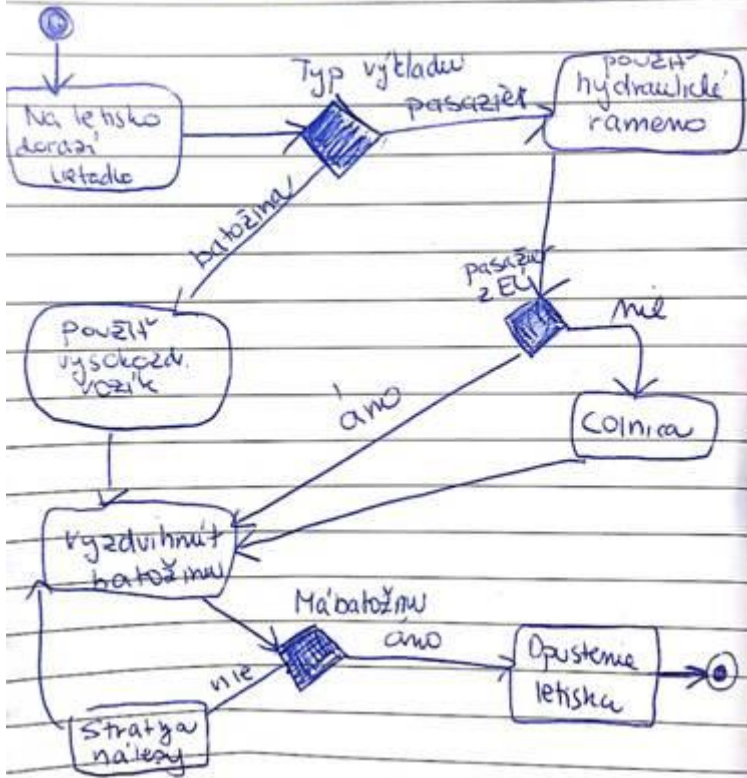 Typ výkladu
pasažier
použiť
hydraulické
rameno
Na letisko
dorazí
lietadlo
batožina
pasažier
z EÚ
nie
použiť
vysokozd.
vozík
áno
Colnica
Vyzdvihnúť
batožinu
Má batožinu
áno
Opustenie
letiska
nie
Straty a
nálezy